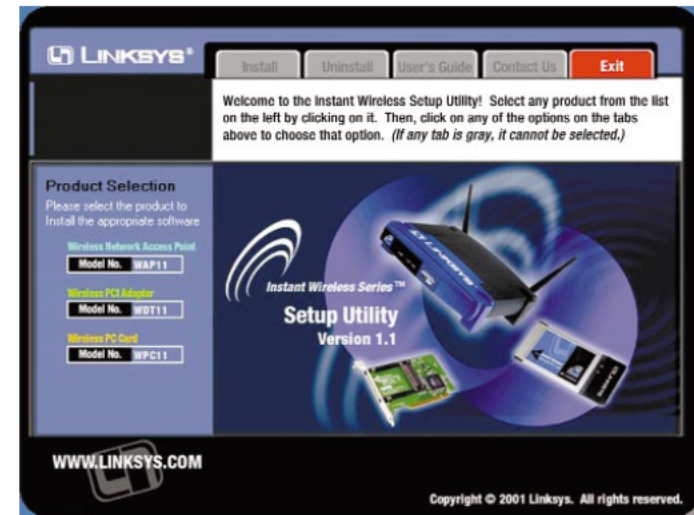 LINKSYS®
Install
Uninstall
User's Guide
Contact Us
Exit
Welcome to the Instant Wireless Setup Utility! Select any product from the list
on the left by clicking on it. Then, click on any of the options on the tabs
above to choose that option. (If any tab is gray, it cannot be selected.)
Product Selection
Please select the product to
Install the appropriate software
Wireless Network Access Point
Model No. WAP11
Wireless PCI Adapter
Model No. WDT11
Wireless PC Card
Model No. WPC11
Instant Wireless Series™
Setup Utility
Version 1.1
LINKSYS
LINKSYS
WWW.LINKSYS.COM
Copyright © 2001 Linksys. All rights reserved.